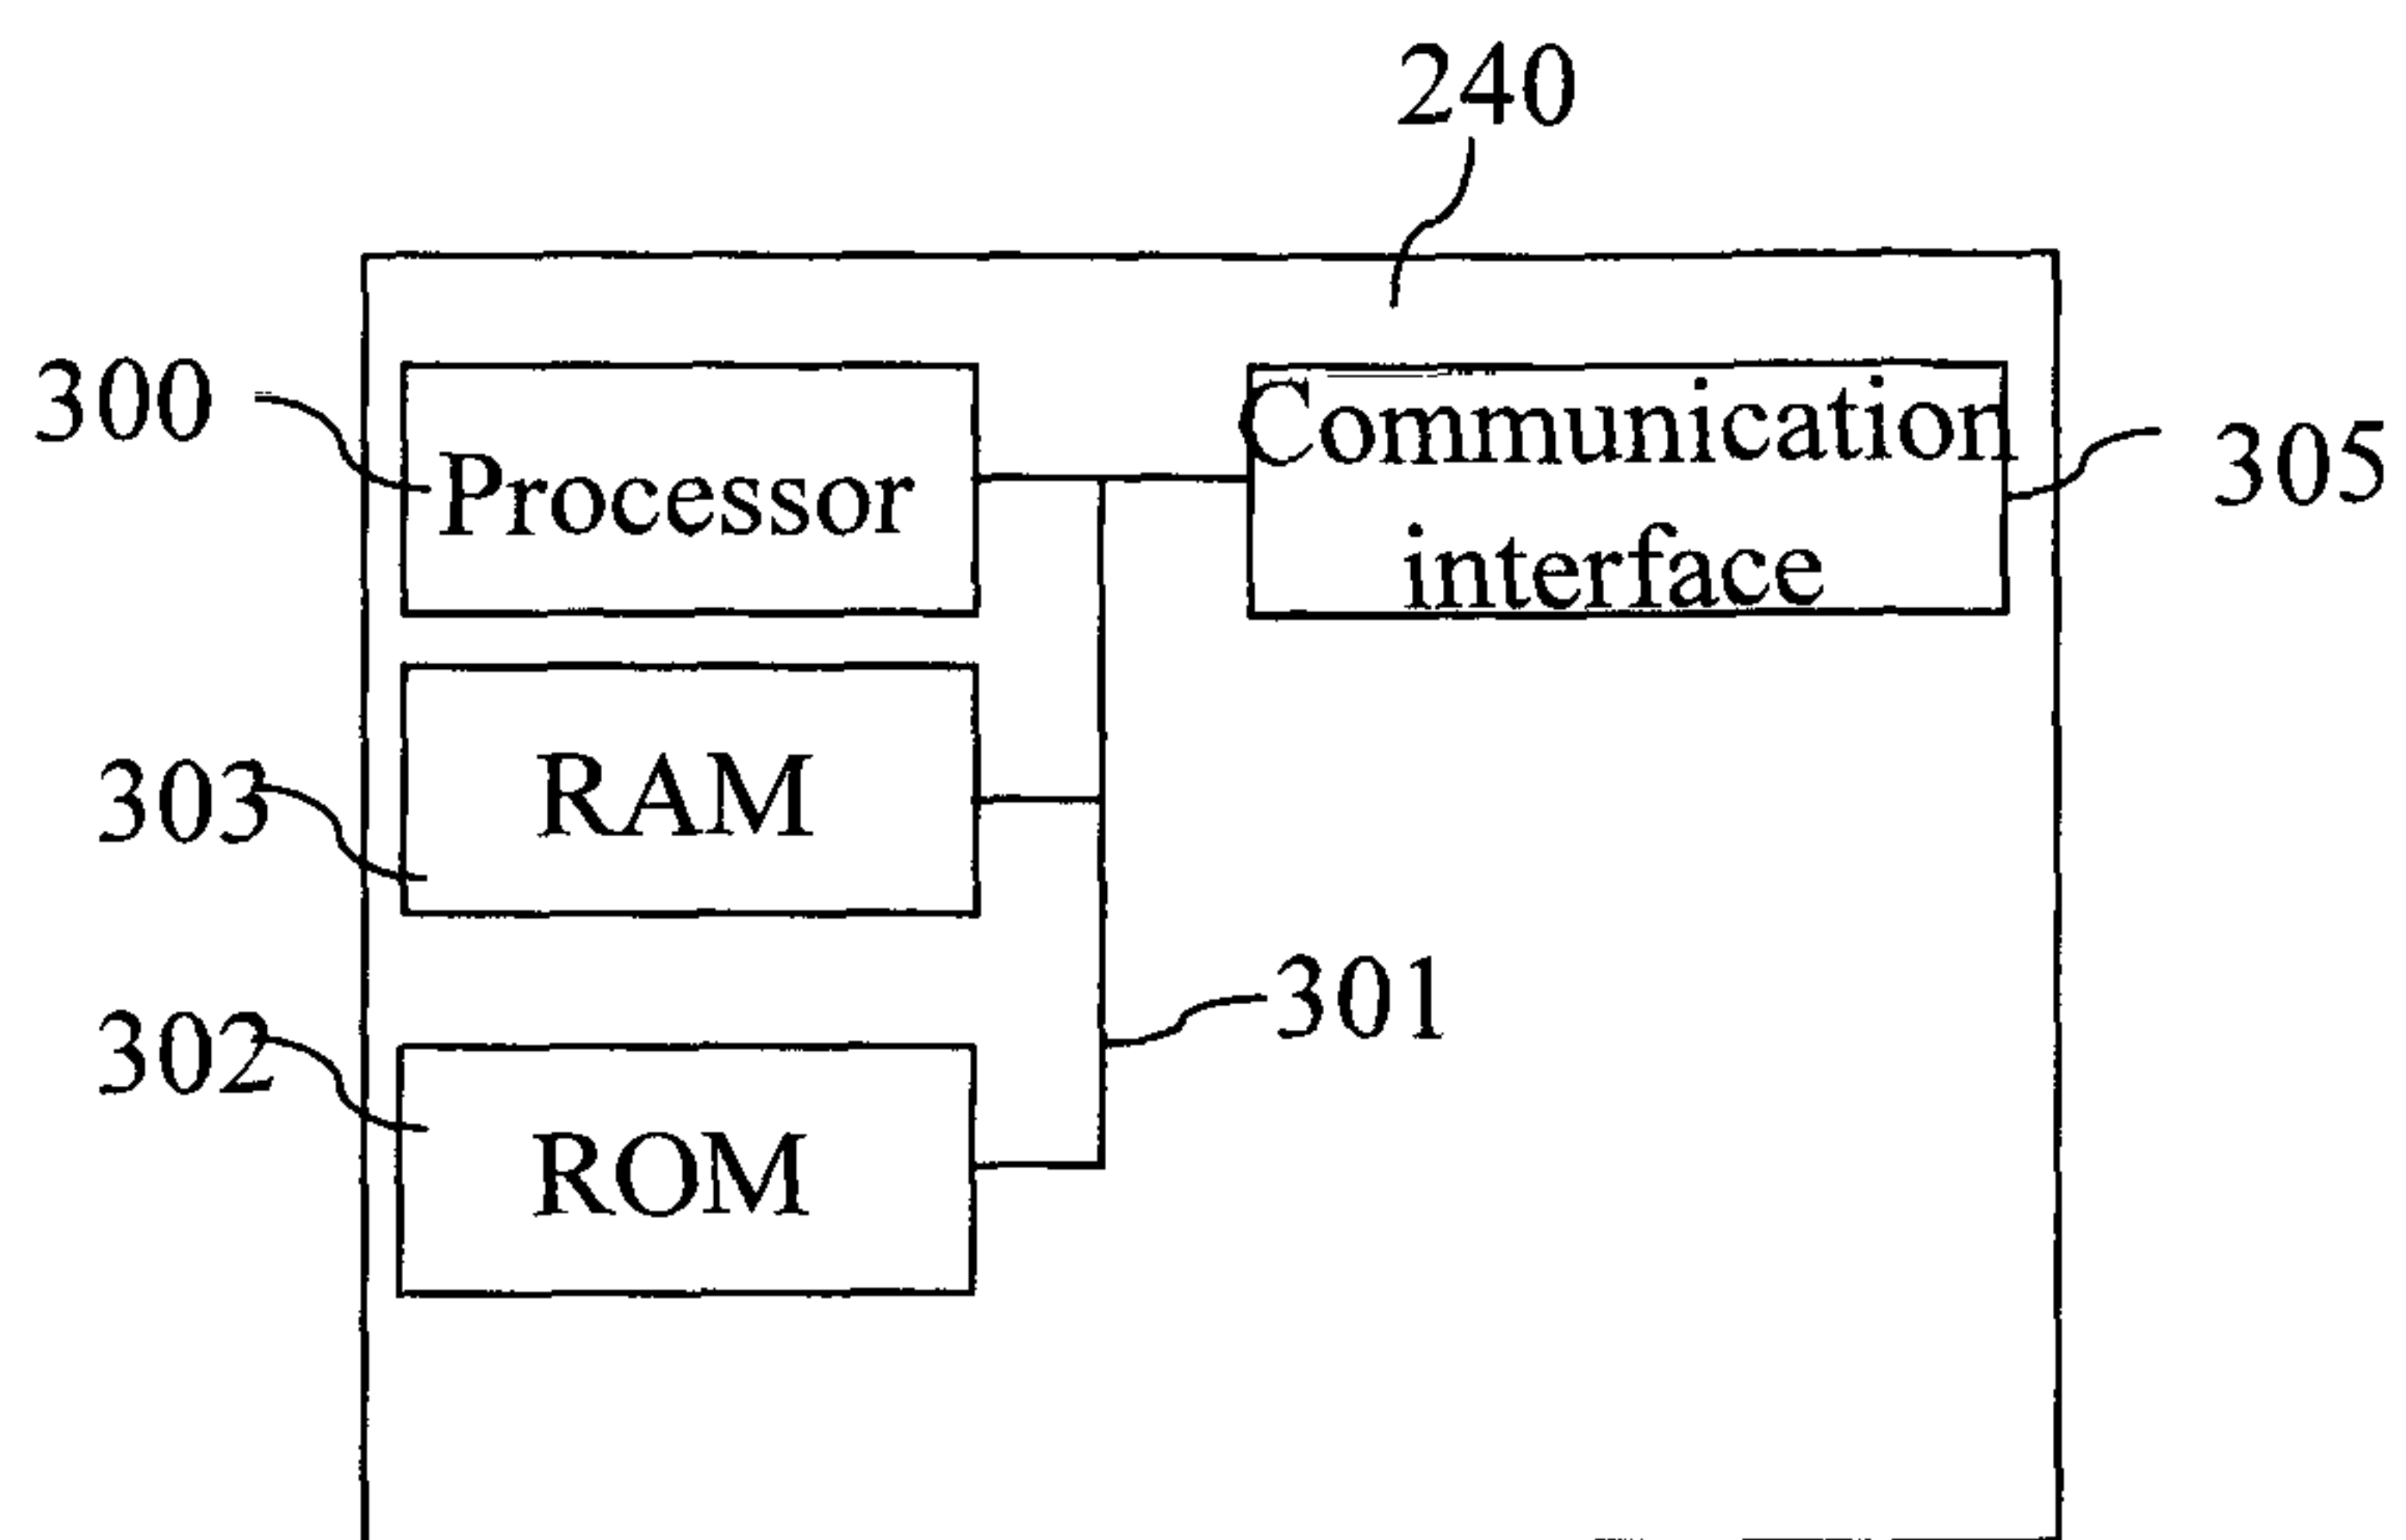 240
300
Processor
Communication
interface
305
303
RAM
301
302
ROM